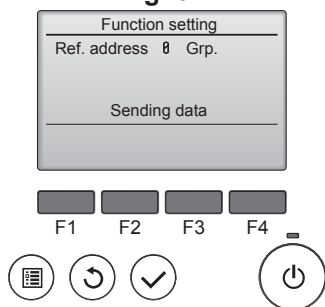 Function setting
Ref. address 0 Grp.
Sending data
F1 F2 F3 F4